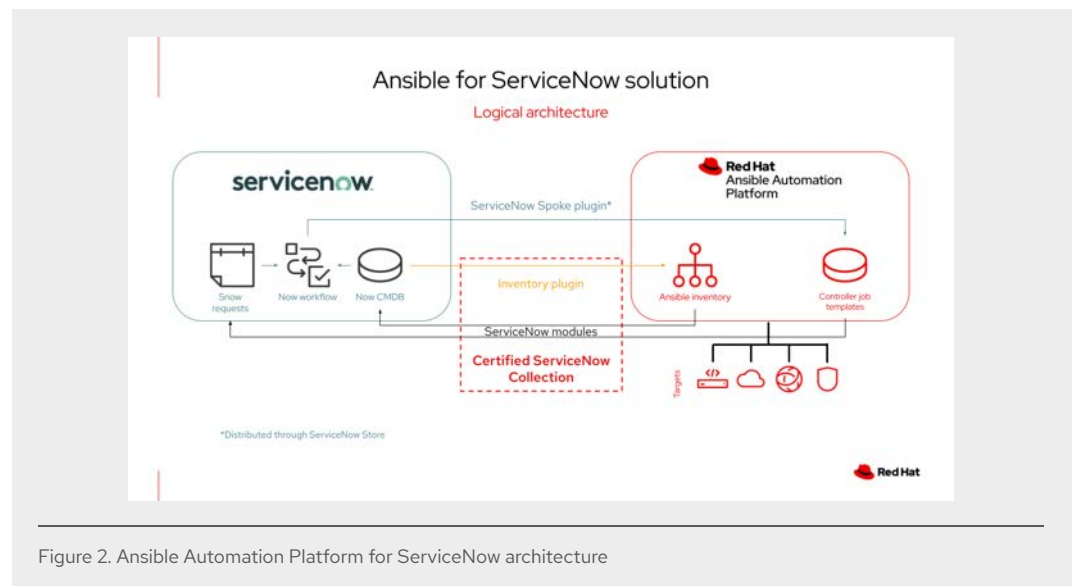 Ansible for ServiceNow solution
Logical architecture
servicenow
Red Hat
Ansible Automation
Platform
ServiceNow Spoke plugin*
Inventory plugin
Snow
requests
Now workflow
Now CMDB
Ansible inventory
Controller job
templates
ServiceNow modules
Certified ServiceNow
Collection
Targets
</>
*Distributed through ServiceNow Store
Red Hat
Figure 2. Ansible Automation Platform for ServiceNow architecture